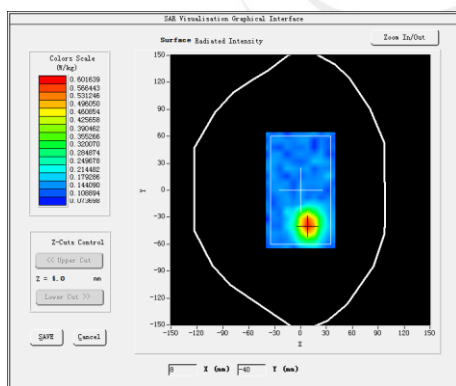 SAR Visualisation Graphical Interface
Surface Radiated Intensity
Zoom In/Out
Colors Scale
(W/kg)
0.601639
0.566443
0.531246
0.496050
0.460854
0.425658
0.390462
0.355266
0.320070
0.284874
0.249678
0.214482
0.179286
0.144090
0.108894
0.073698
Z-Cuts Control
<< Upper Cut
Z = 4.0 mm
Lower Cut >>
SAVE Cancel
150
120
90
60
30
Y 0
-30
-60
-90
-120
-150
-150 -120 -90 -60 -30 0 30 60 90 120 150
X
8 X (mm) -40 Y (mm)